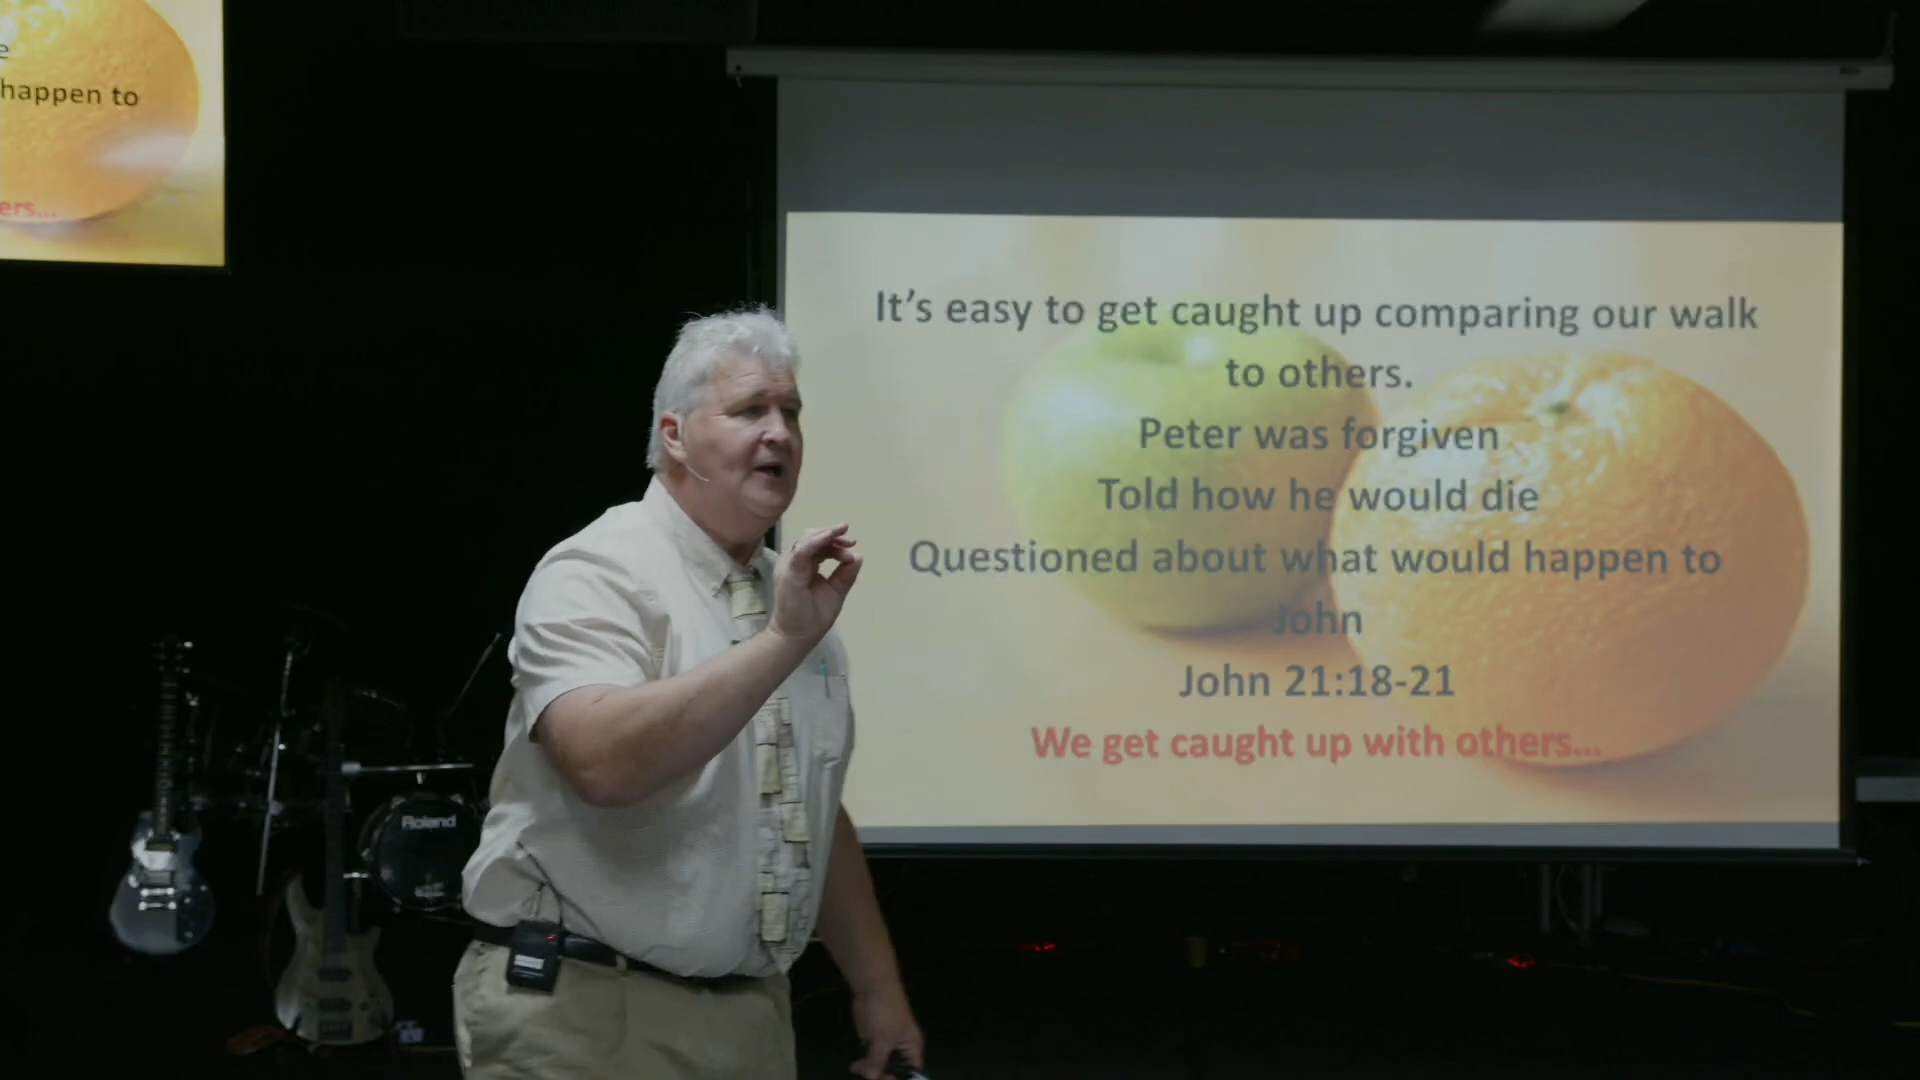 e
happen to
ers...
It's easy to get caught up comparing our walk
to others.
Peter was forgiven
Told how he would die
Questioned about what would happen to
John
John 21:18-21
We get caught up with others...
Roland